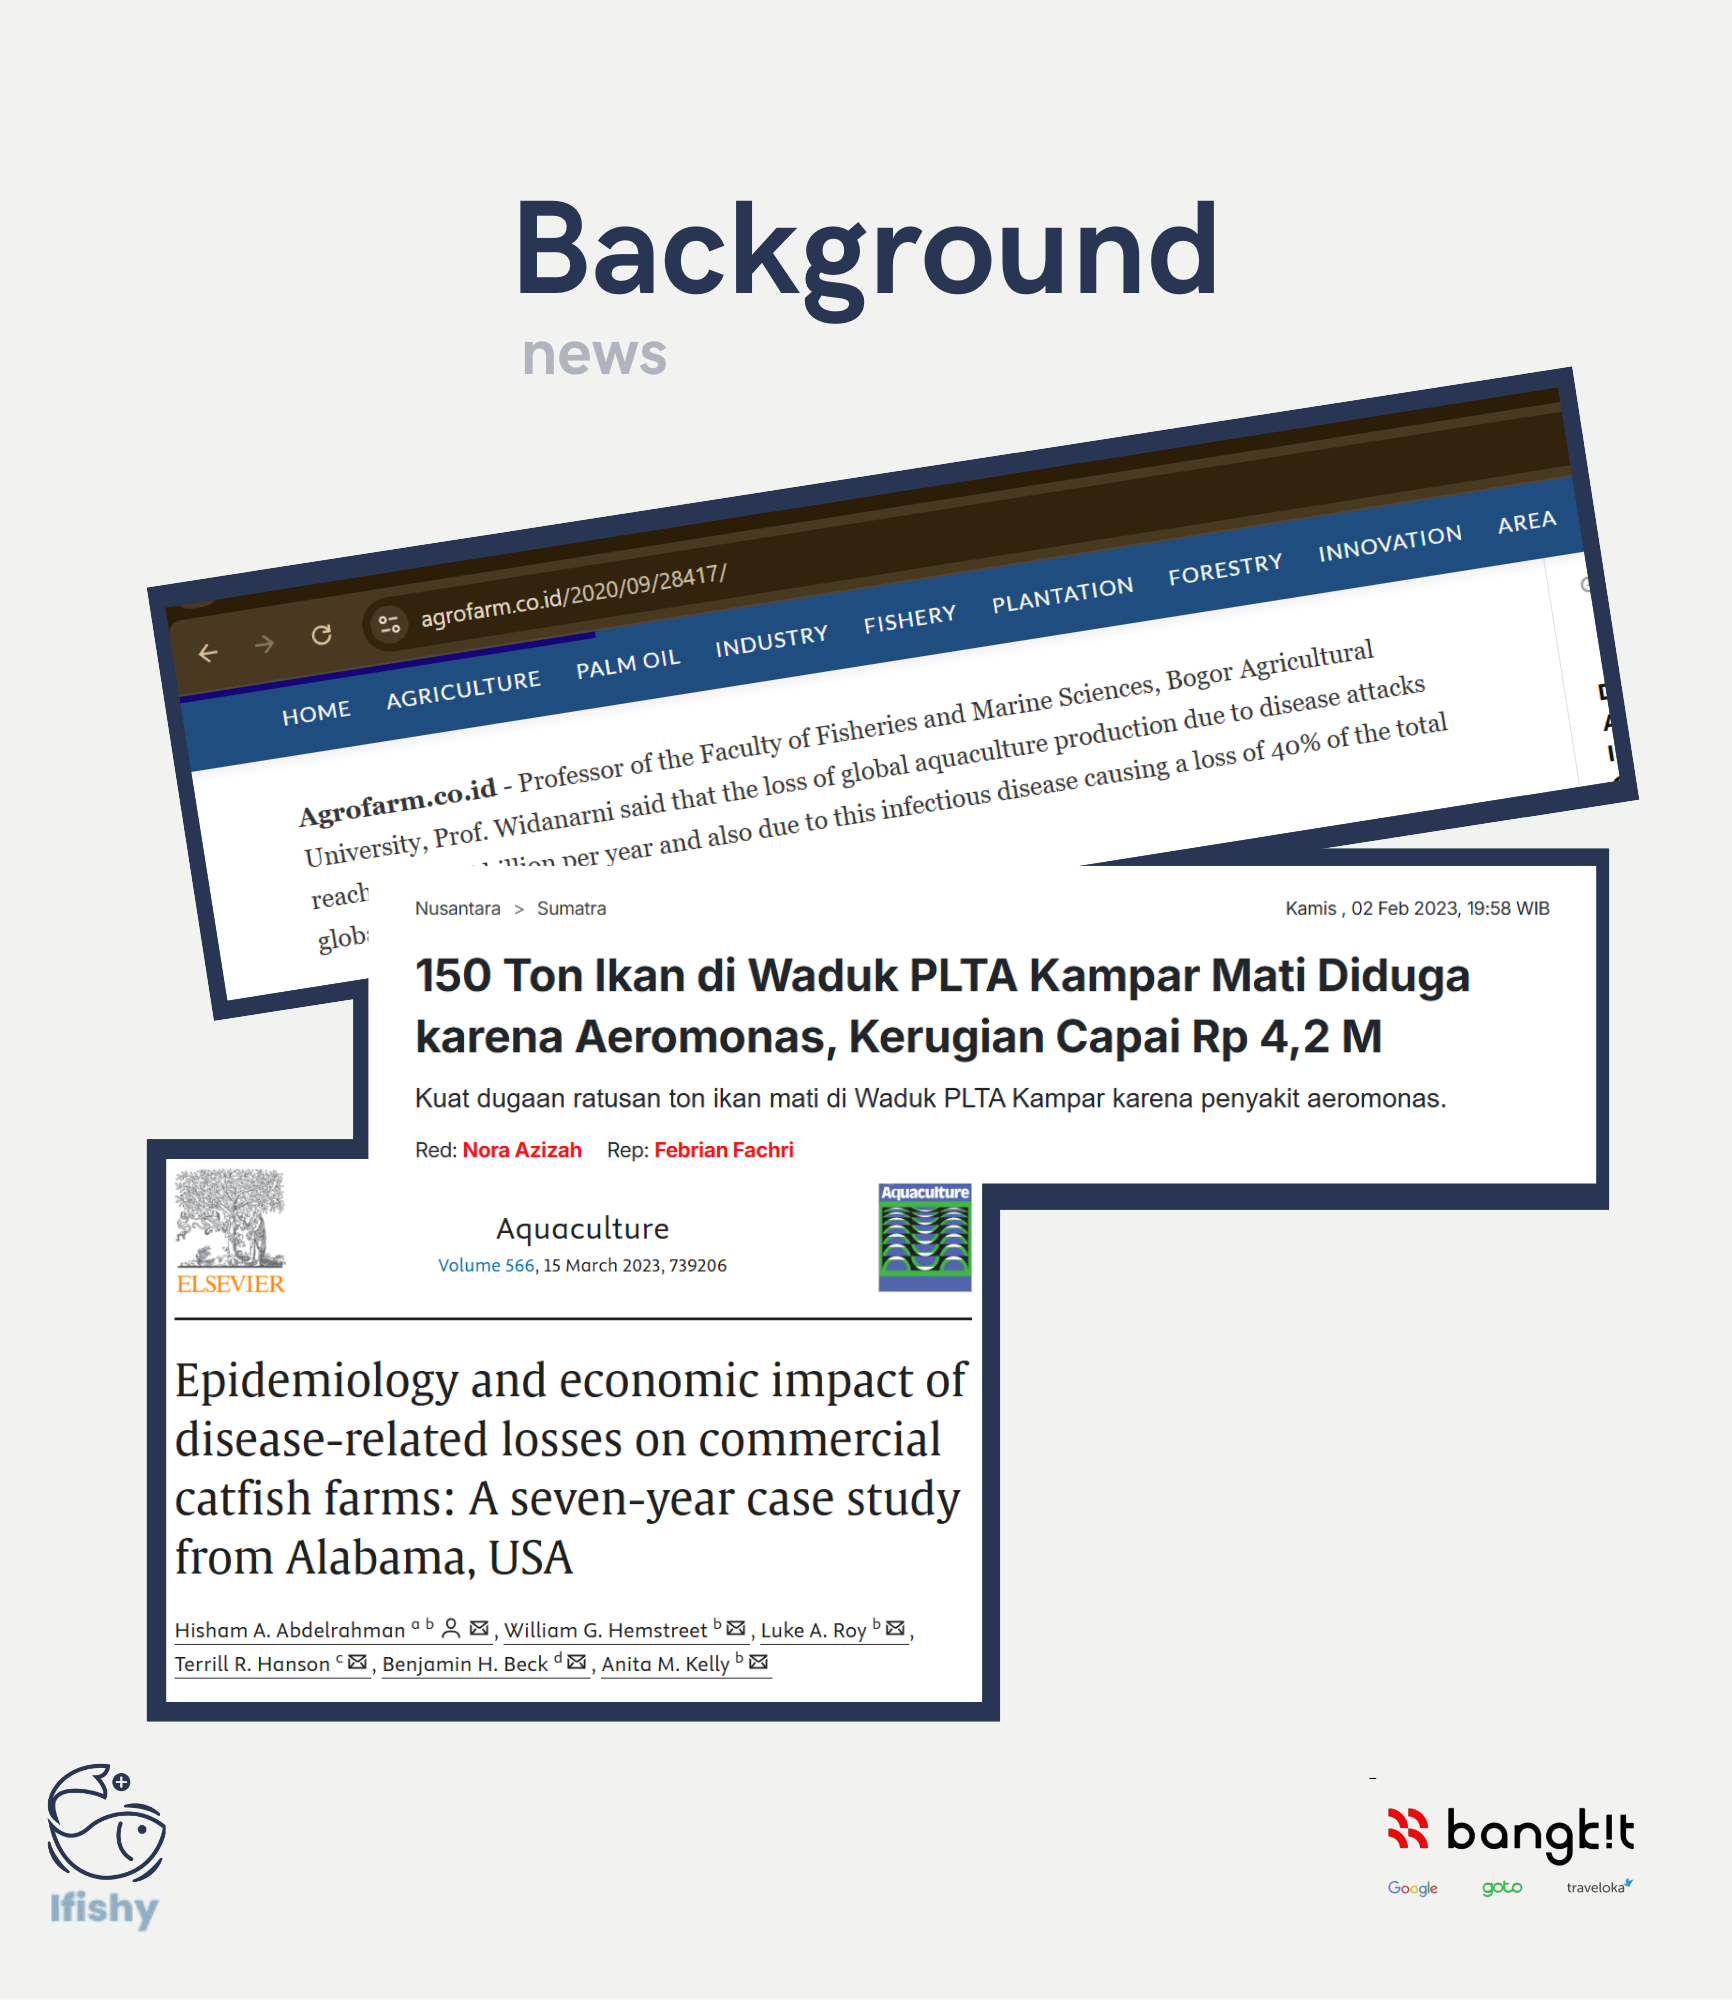 Background
news
agrofarm.co.id/2020/09/28417/
HOME AGRICULTURE PALM OIL INDUSTRY FISHERY PLANTATION FORESTRY INNOVATION AREA
Agrofarm.co.id - Professor of the Faculty of Fisheries and Marine Sciences, Bogor Agricultural
University, Prof. Widanarni said that the loss of global aquaculture production due to disease attacks
per year and also due to this infectious disease causing a loss of 40% of the total
Nusantara > Sumatra
Kamis , 02 Feb 2023, 19:58 WIB
150 Ton Ikan di Waduk PLTA Kampar Mati Diduga
karena Aeromonas, Kerugian Capai Rp 4,2 M
Kuat dugaan ratusan ton ikan mati di Waduk PLTA Kampar karena penyakit aeromonas.
Red: Nora Azizah Rep: Febrian Fachri
ELSEVIER
Aquaculture
Volume 566, 15 March 2023, 739206
Aquaculture
Epidemiology and economic impact of
disease-related losses on commercial
catfish farms: A seven-year case study
from Alabama, USA
Hisham A. Abdelrahman a b, William G. Hemstreet b, Luke A. Roy b,
Terrill R. Hanson c, Benjamin H. Beck d, Anita M. Kelly b
Ifishy
bangk!t
Google goto traveloka